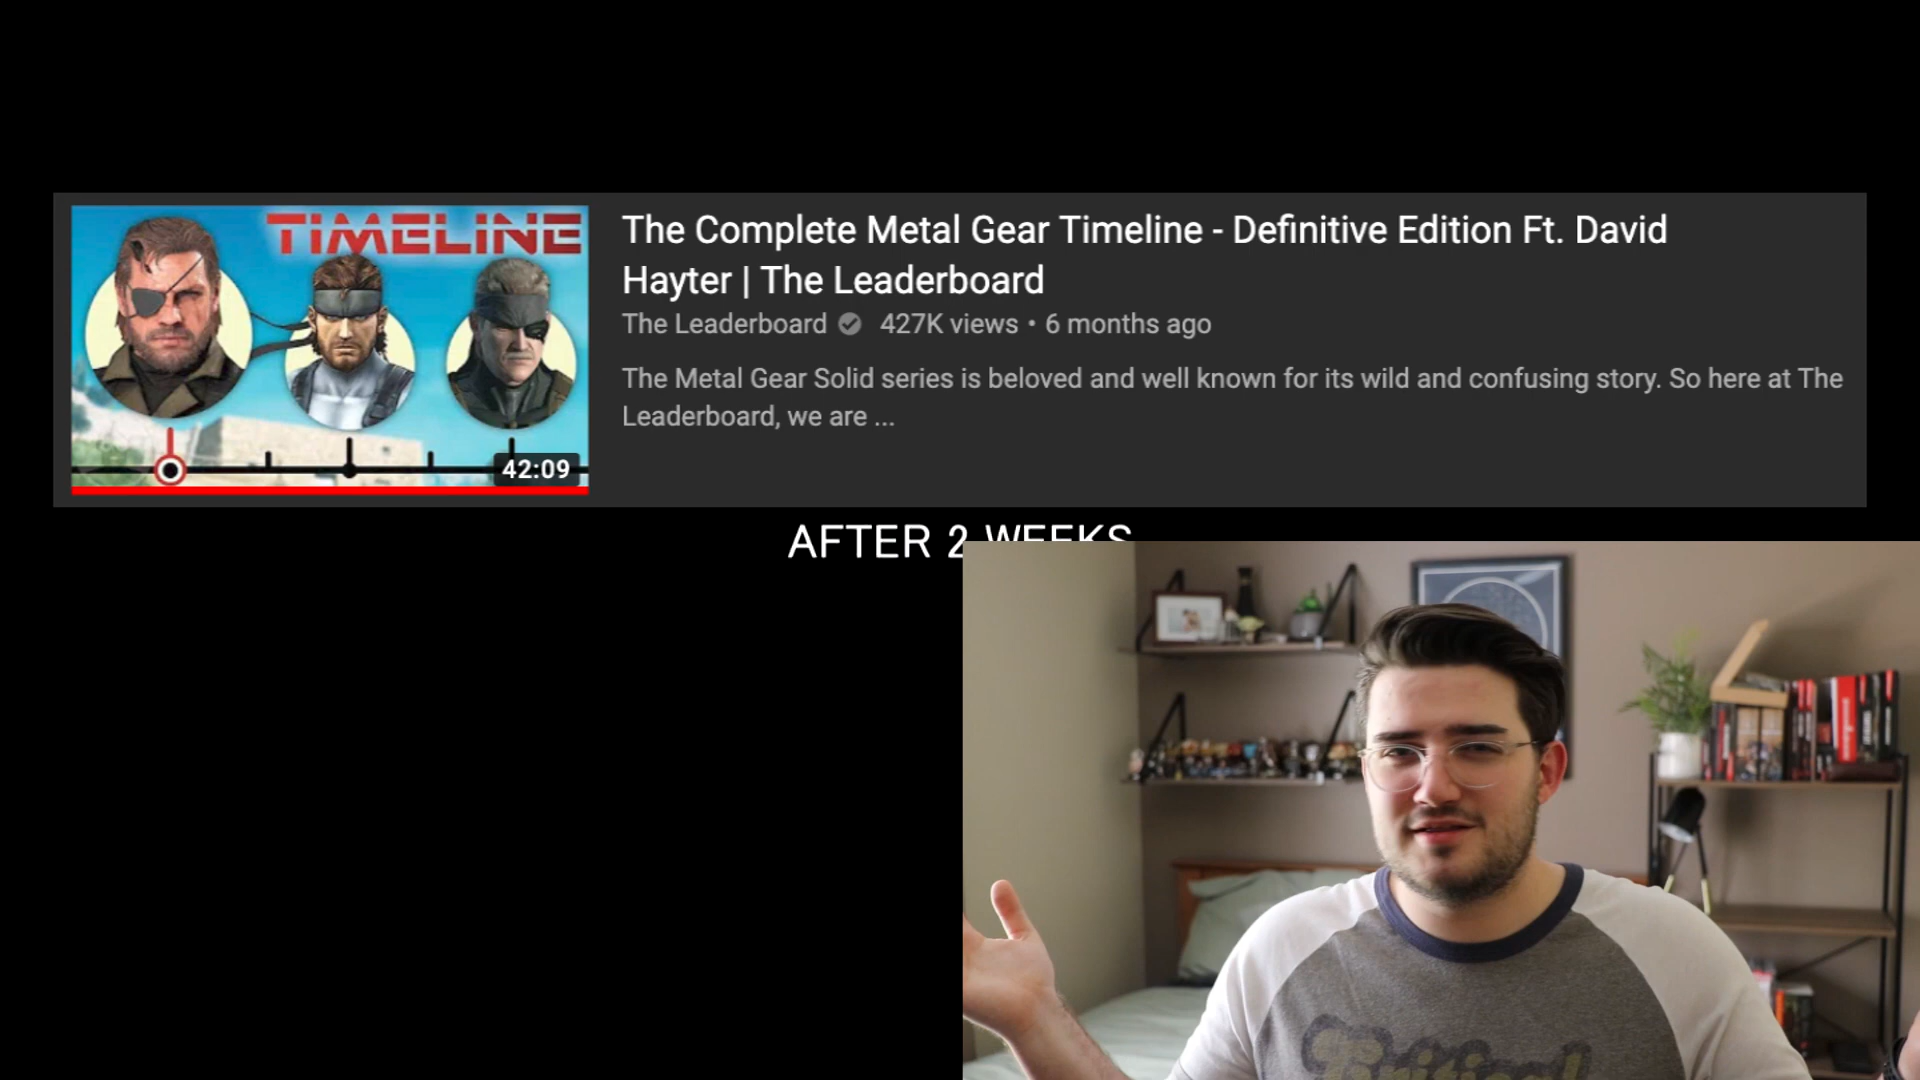 TIMELINE
42:09
The Complete Metal Gear Timeline - Definitive Edition Ft. David
Hayter | The Leaderboard
The Leaderboard 427K views • 6 months ago
The Metal Gear Solid series is beloved and well known for its wild and confusing story. So here at The
Leaderboard, we are ...
AFTER 2 WEEKS
Critical